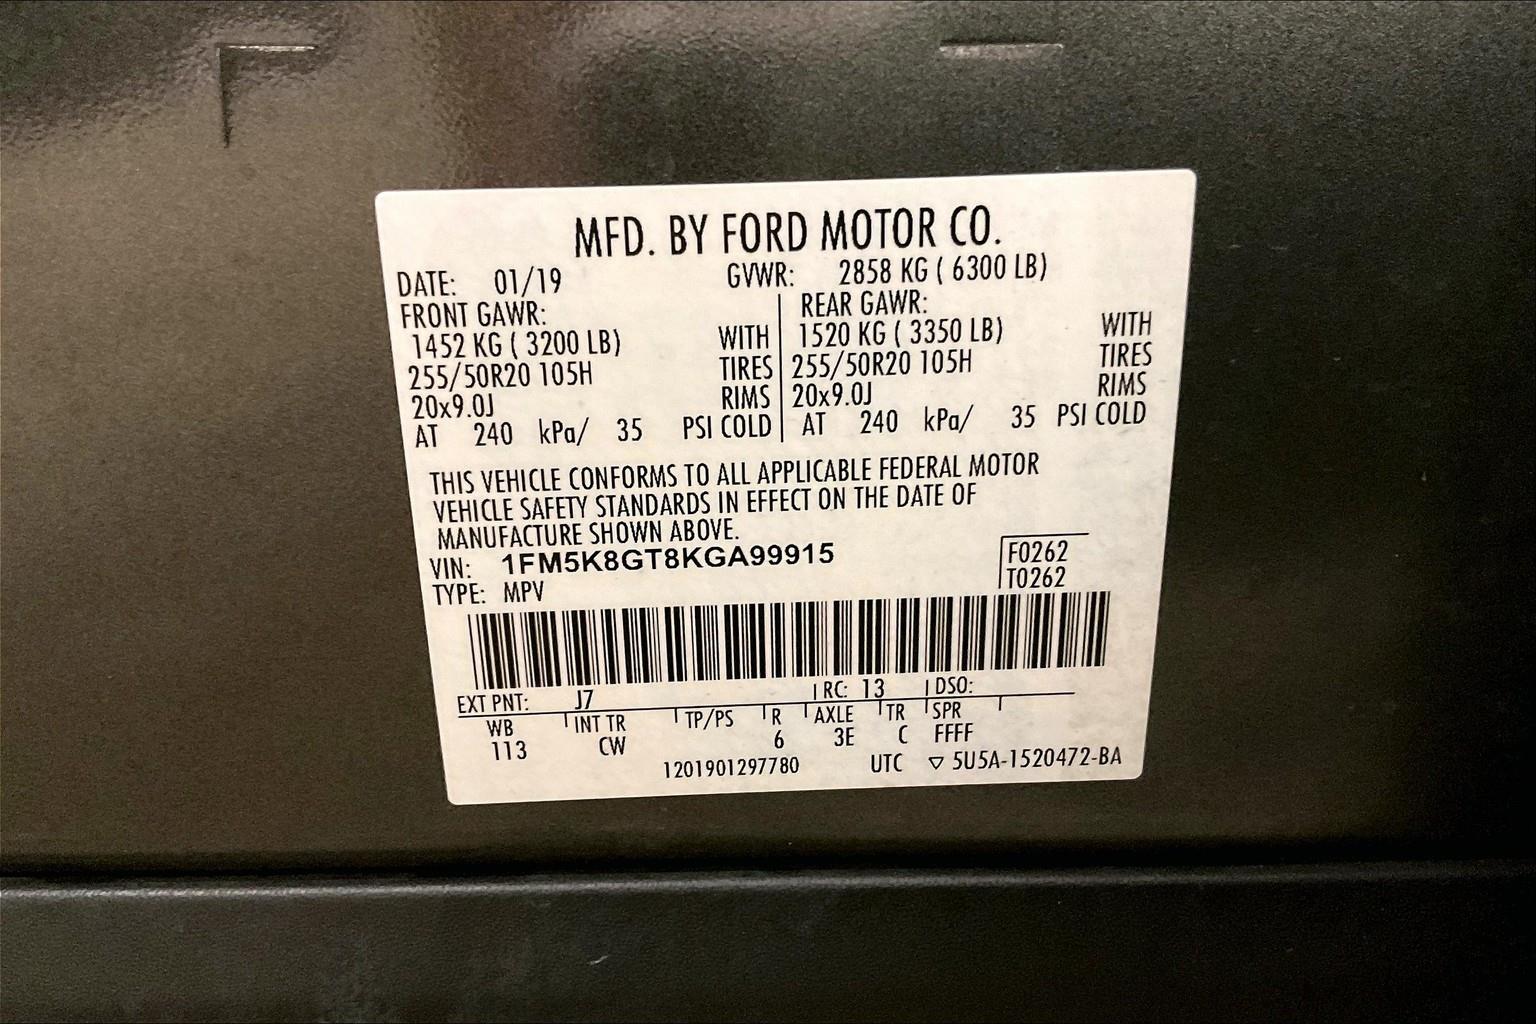 MFD. BY FORD MOTOR CO.
DATE: 01/19 GVWR: 2858 KG ( 6300 LB)
FRONT GAWR: REAR GAWR:
1452 KG ( 3200 LB) WITH 1520 KG ( 3350 LB) WITH
255/50R20 105H TIRES 255/50R20 105H TIRES
20x9.0J RIMS 20x9.0J RIMS
AT 240 kPa/ 35 PSI COLD AT 240 kPa/ 35 PSI COLD
THIS VEHICLE CONFORMS TO ALL APPLICABLE FEDERAL MOTOR
VEHICLE SAFETY STANDARDS IN EFFECT ON THE DATE OF
MANUFACTURE SHOWN ABOVE.
VIN: 1FM5K8GT8KGA99915 F0262
TYPE: MPV T0262
EXT PNT: J7 RC: 13 DSO:
WB INT TR TP/PS R AXLE TR SPR
113 CW 6 3E C FFFF
1201901297780 UTC ▽ 5U5A-1520472-BA